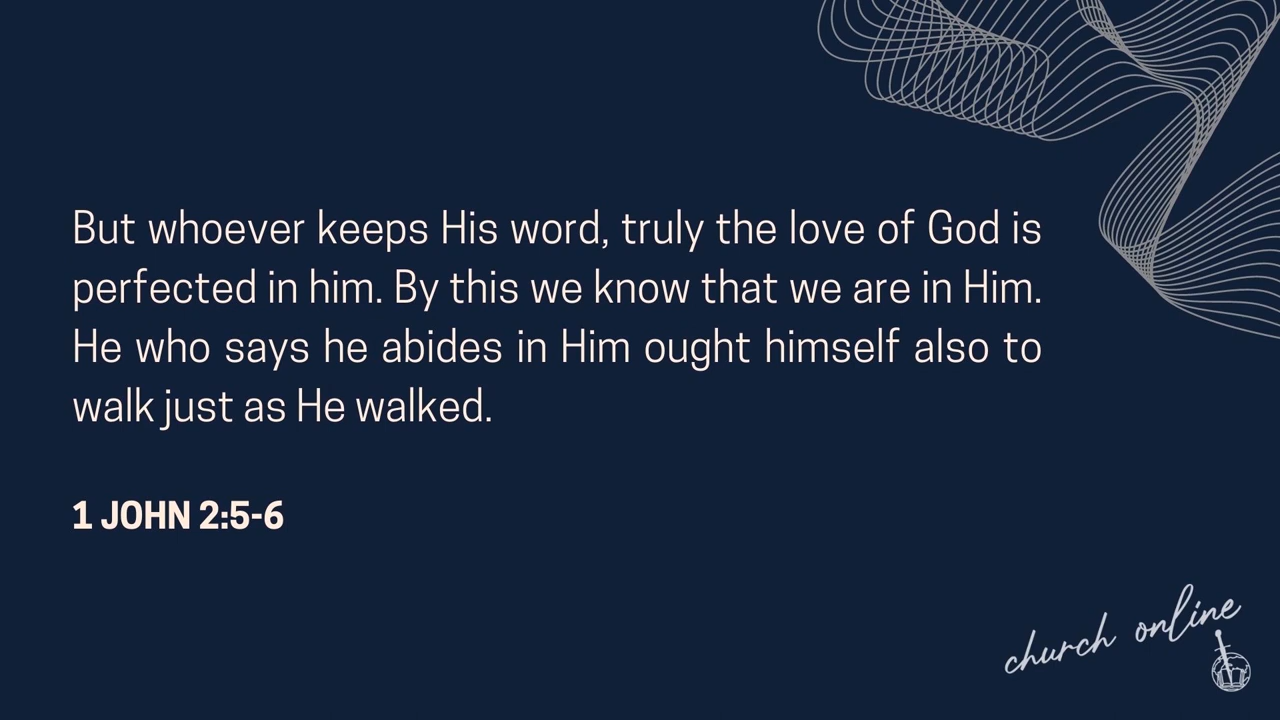 But whoever keeps His word, truly the love of God is
perfected in him. By this we know that we are in Him.
He who says he abides in Him ought himself also to
walk just as He walked.
1 JOHN 2:5-6
church online